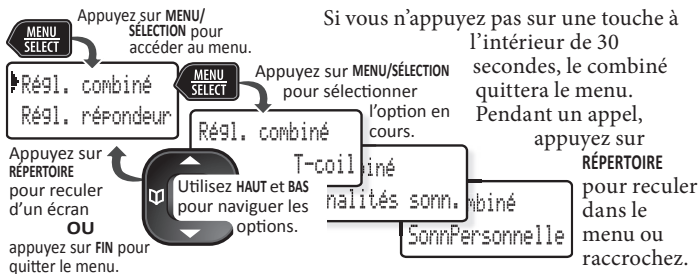 Appuyez sur MENU/
SÉLECTION pour
accéder au menu.
MENU
SELECT
Régl. combiné
Régl. répondeur
MENU
SELECT
Appuyez sur MENU/SÉLECTION
pour sélectionner
l'option en
cours.
Régl. combiné
T-coil
iné
nalités sonn.
mbiné
SonnPersonnelle
Appuyez sur
RÉPERTOIRE
pour reculer
d'un écran
OU
appuyez sur FIN pour
quitter le menu.
Utilisez HAUT et BAS
pour naviguer les
options.
Si vous n'appuyez pas sur une touche à
l'intérieur de 30
secondes, le combiné
quittera le menu.
Pendant un appel,
appuyez sur
RÉPERTOIRE
pour reculer
dans le
menu ou
raccrochez.